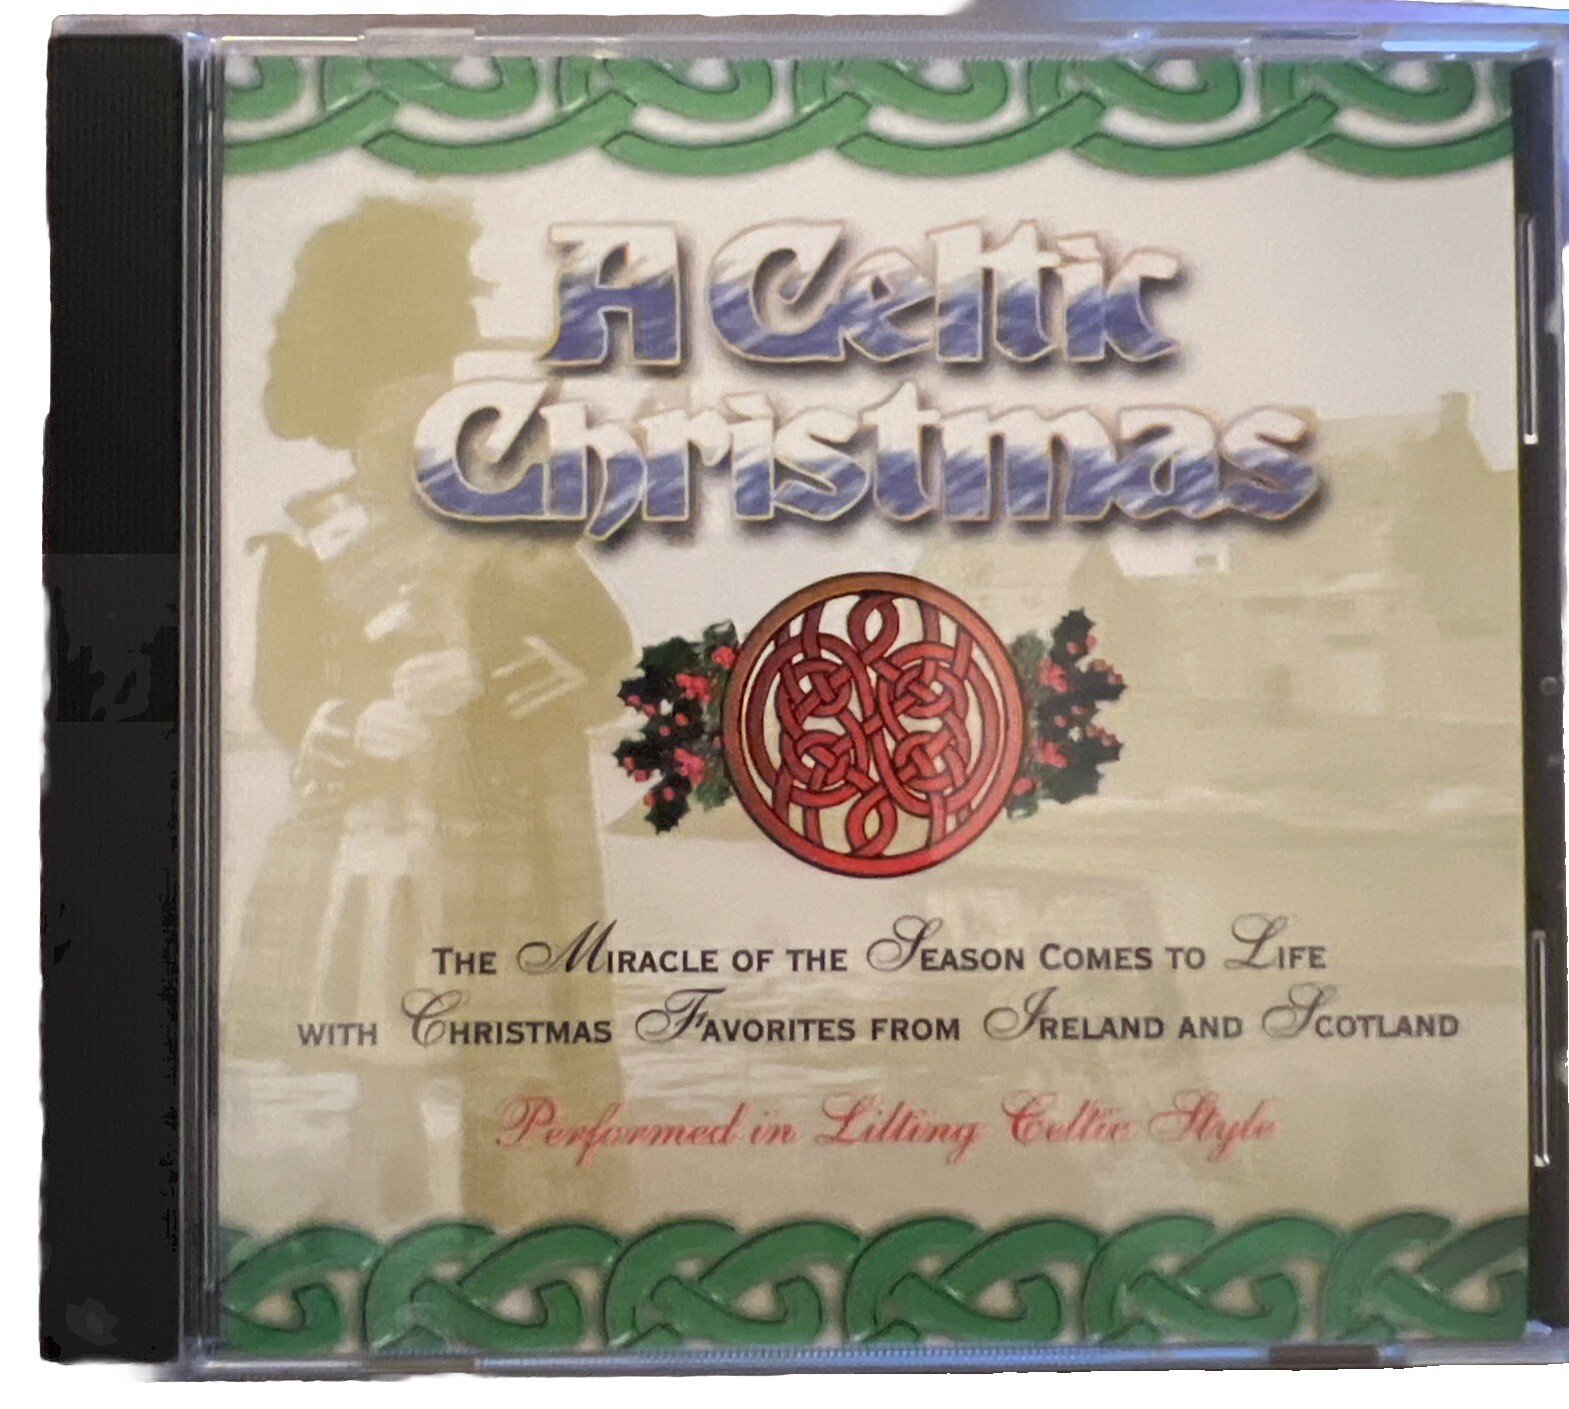 A Celtic
Christmas
THE MIRACLE OF THE SEASON COMES TO LIFE
WITH CHRISTMAS FAVORITES FROM IRELAND AND SCOTLAND
Performed in Lilting Celtic Style